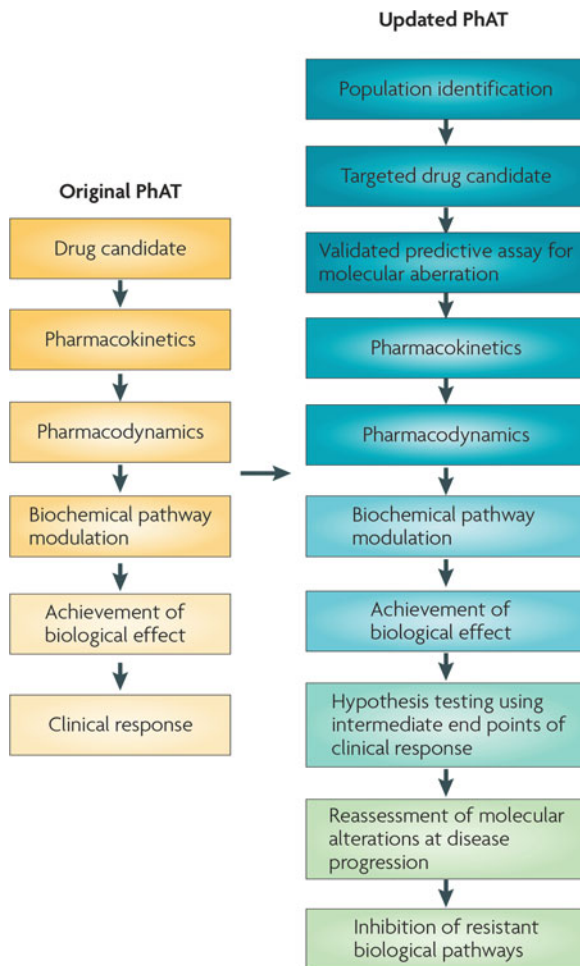 Original PhAT
Drug candidate
Pharmacokinetics
Pharmacodynamics
Biochemical pathway
modulation
Achievement of
biological effect
Clinical response
Updated PhAT
Population identification
Targeted drug candidate
Validated predictive assay for
molecular aberration
Pharmacokinetics
Pharmacodynamics
Biochemical pathway
modulation
Achievement of
biological effect
Hypothesis testing using
intermediate end points of
clinical response
Reassessment of molecular
alterations at disease
progression
Inhibition of resistant
biological pathways